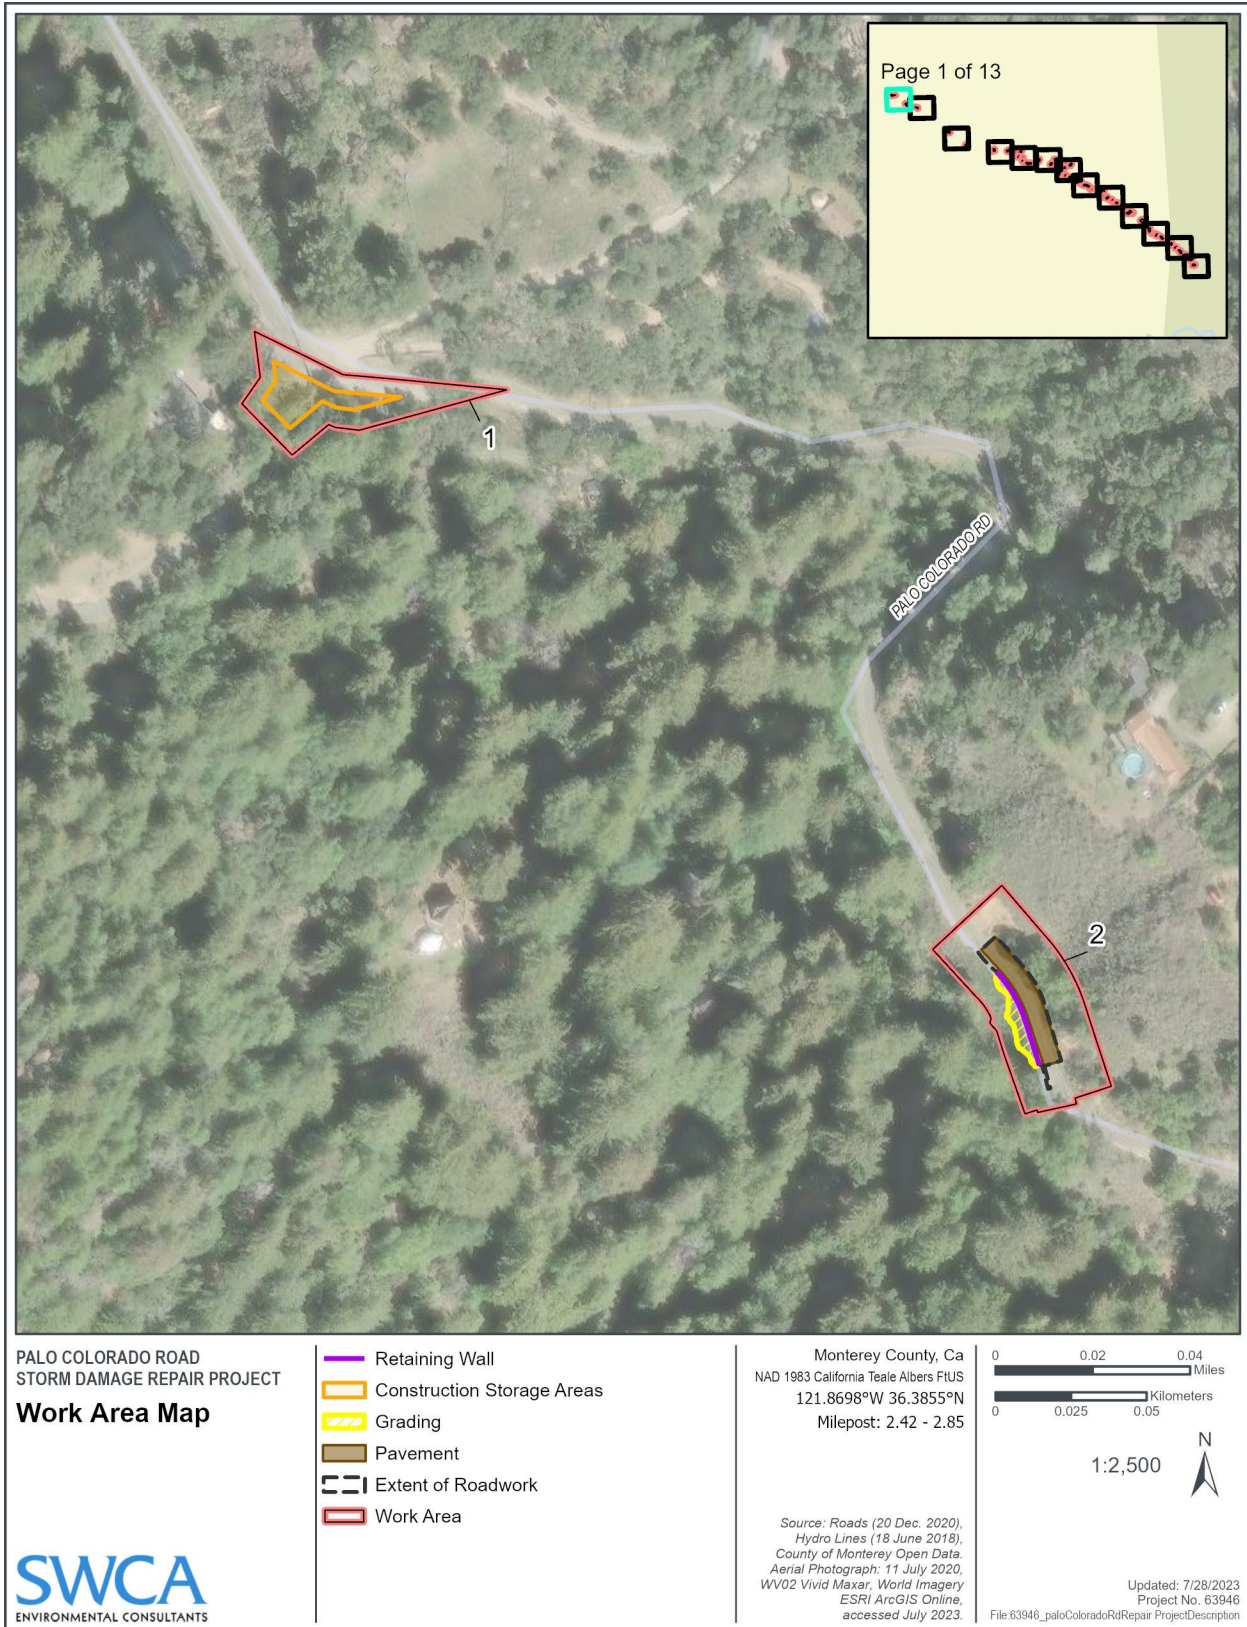 Page 1 of 13
1
PALO COLORADO RD
2
PALO COLORADO ROAD
STORM DAMAGE REPAIR PROJECT
Work Area Map
SWCA
ENVIRONMENTAL CONSULTANTS
Retaining Wall
Construction Storage Areas
Grading
Pavement
Extent of Roadwork
Work Area
Monterey County, Ca
NAD 1983 California Teale Albers FtUS
121.8698°W 36.3855°N
Milepost: 2.42 - 2.85
Source: Roads (20 Dec. 2020),
Hydro Lines (18 June 2018),
County of Monterey Open Data.
Aerial Photograph: 11 July 2020,
WV02 Vivid Maxar, World Imagery
ESRI ArcGIS Online,
accessed July 2023.
0 0.02 0.04
Miles
Kilometers
0 0.025 0.05
N
1:2,500
Updated: 7/28/2023
Project No. 63946
File:63946_paloColoradoRdRepair ProjectDescription